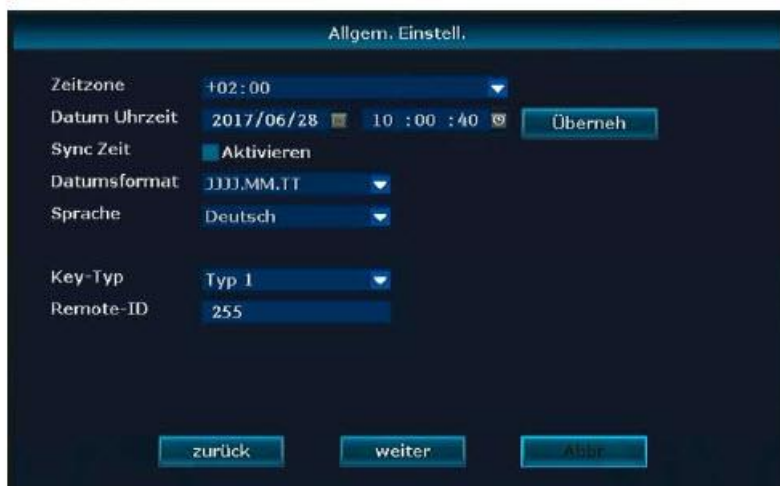 Allgem. Einstell.
Zeitzone +02:00
Datum Uhrzeit 2017/06/28 10 :00 :40 Überneh
Sync Zeit Aktivieren
Datumsformat JJJJ.MM.TT
Sprache Deutsch
Key-Typ Typ 1
Remote-ID 255
zurück weiter Abbr.